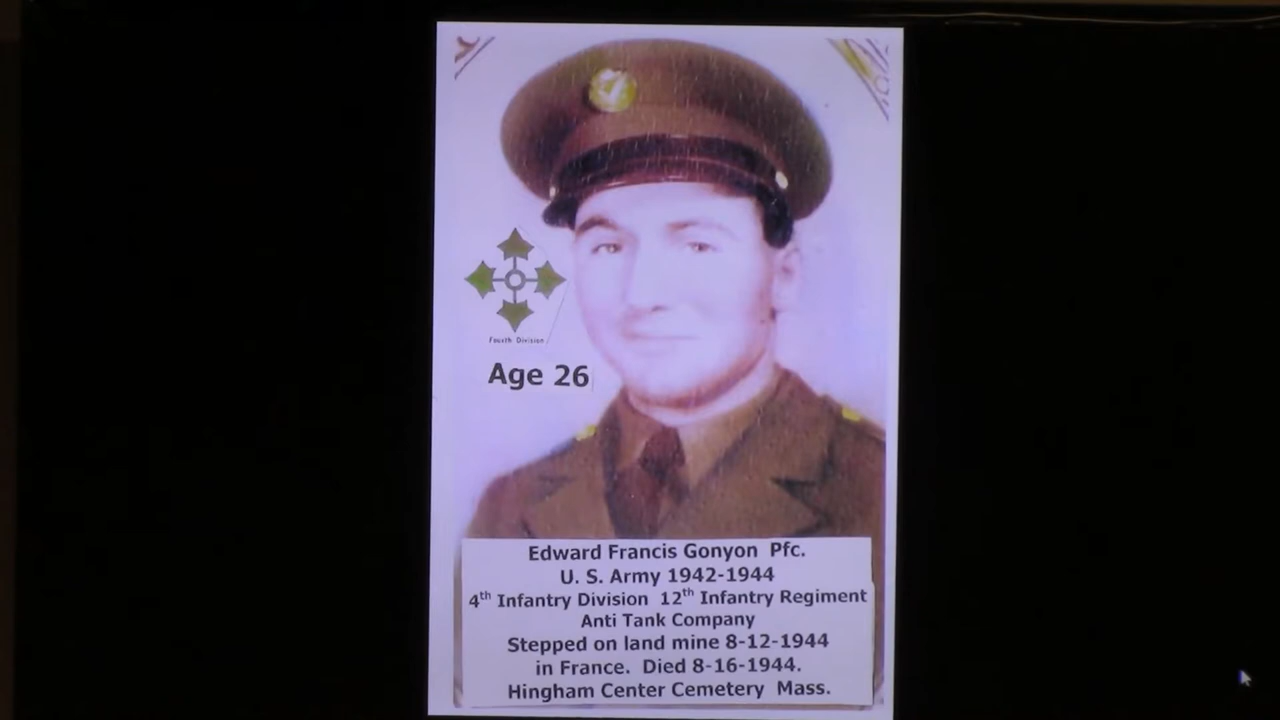 Fourth Division
Age 26
Edward Francis Gonyon Pfc.
U. S. Army 1942-1944
4th Infantry Division 12th Infantry Regiment
Anti Tank Company
Stepped on land mine 8-12-1944
in France. Died 8-16-1944.
Hingham Center Cemetery Mass.